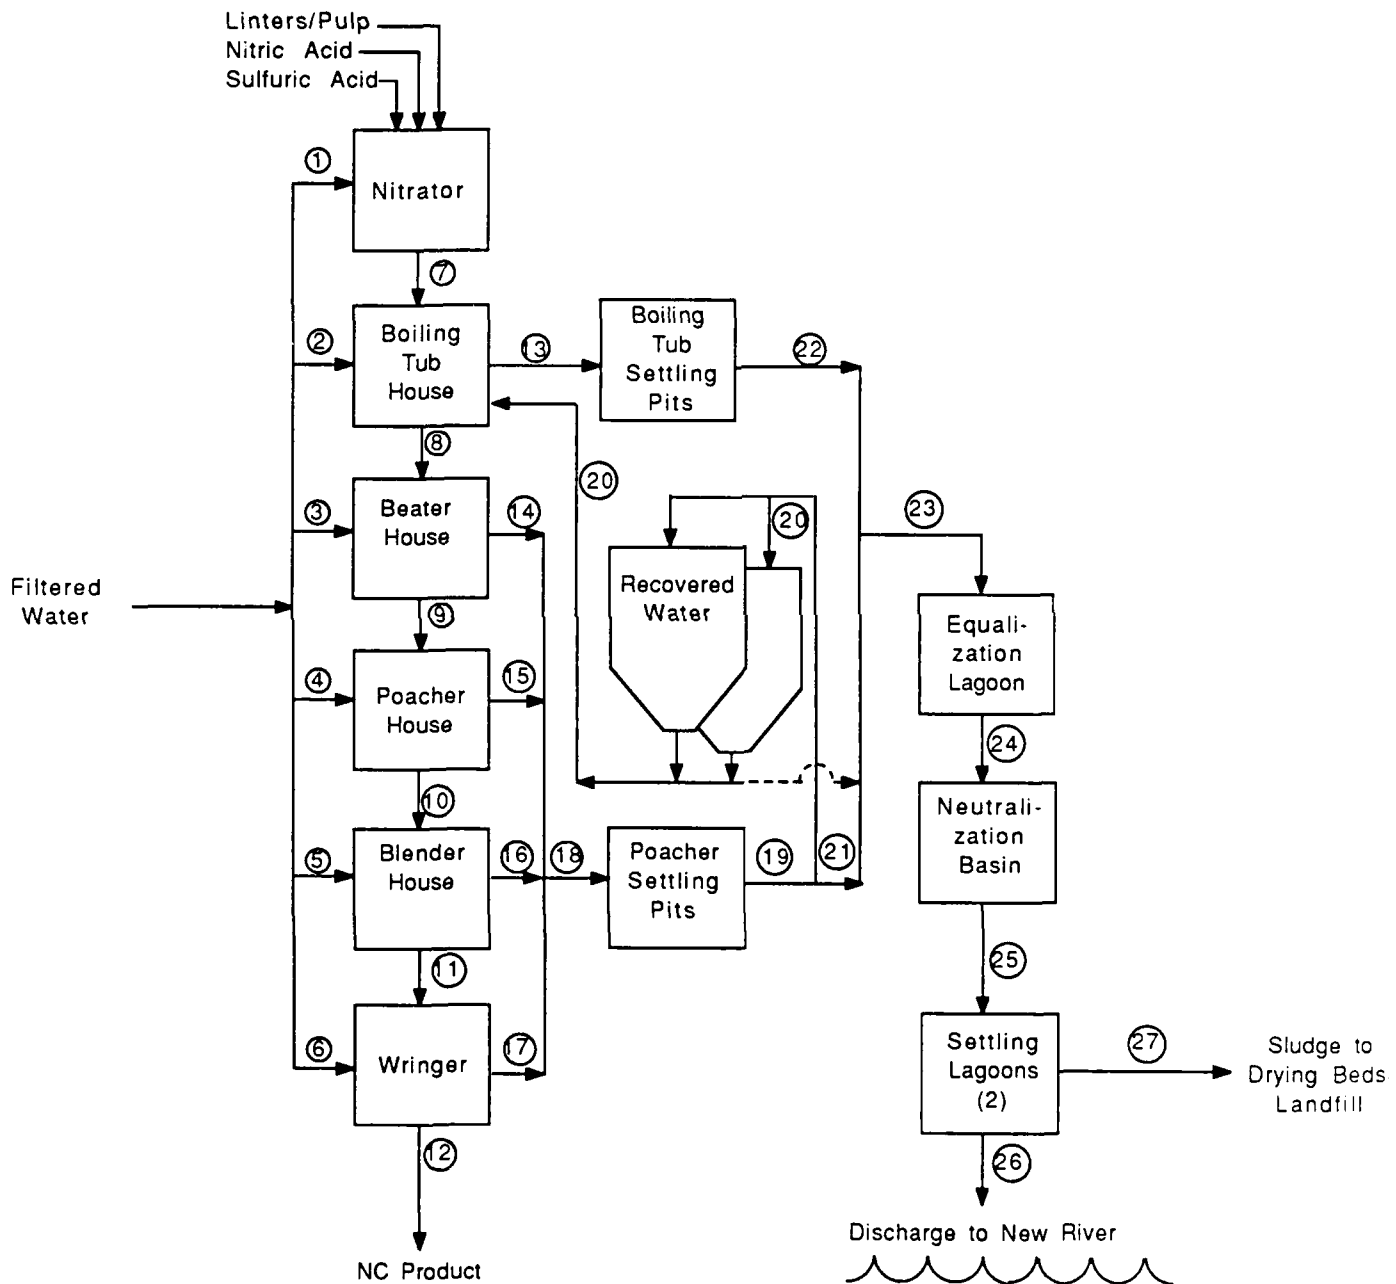 Linters/Pulp
Nitric Acid
Sulfuric Acid
1
Nitrator
7
2
Boiling
Tub
House
13
Boiling
Tub
Settling
Pits
22
8
20
3
Beater
House
14
20
23
Filtered
Water
Recovered
Water
9
Equali-
zation
Lagoon
4
Poacher
House
15
24
10
Neutrali-
zation
Basin
5
Blender
House
16
18
Poacher
Settling
Pits
19
21
11
25
6
Wringer
17
Settling
Lagoons
(2)
27
Sludge to
Drying Beds
Landfill
12
26
Discharge to New River
NC Product